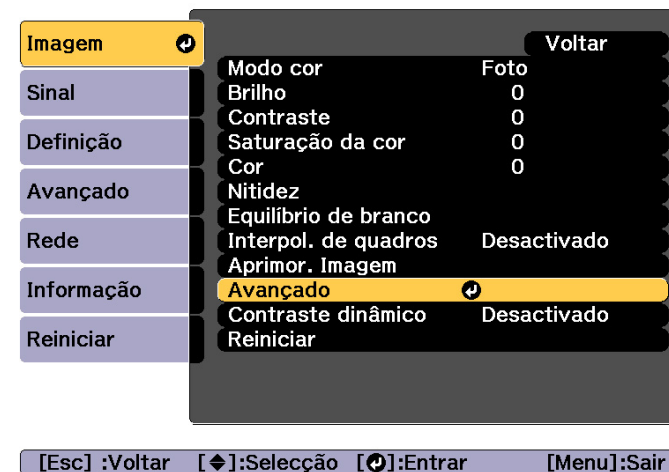 Imagem
Sinal
Definição
Avançado
Rede
Informação
Reiniciar
Voltar
Modo cor Foto
Brilho 0
Contraste 0
Saturação da cor 0
Cor 0
Nitidez
Equilíbrio de branco
Interpol. de quadros Desactivado
Aprimor. Imagem
Avançado
Contraste dinâmico Desactivado
Reiniciar
[Esc] :Voltar [◆]:Selecção [↵]:Entrar [Menu]:Sair